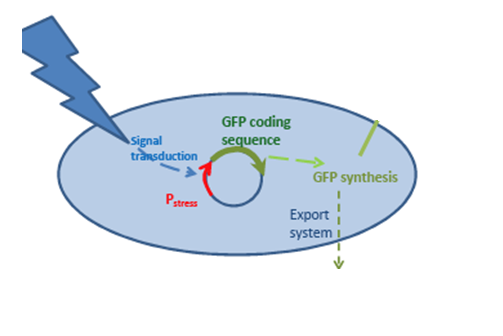 Signal
transduction
GFP coding
sequence
Pstress
GFP synthesis
Export
system